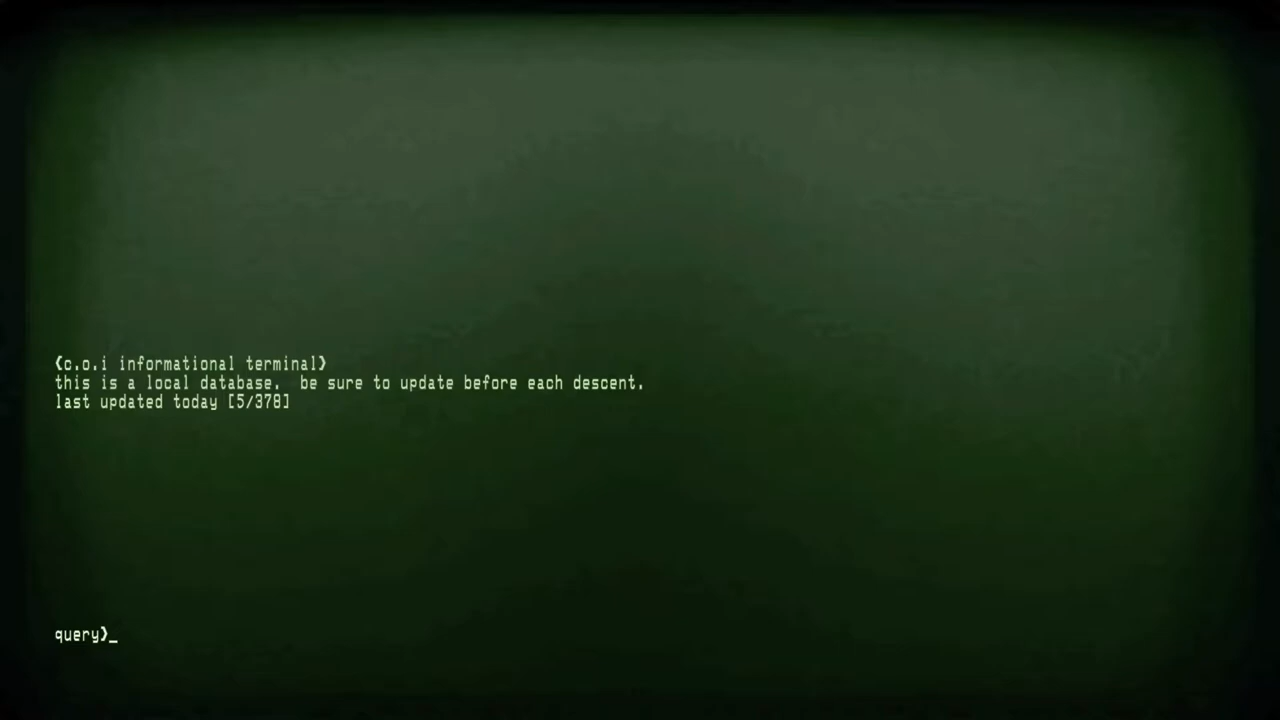 {c.o.i informational terminal}
this is a local database.  be sure to update before each descent.
last updated today [5/378]
query}_